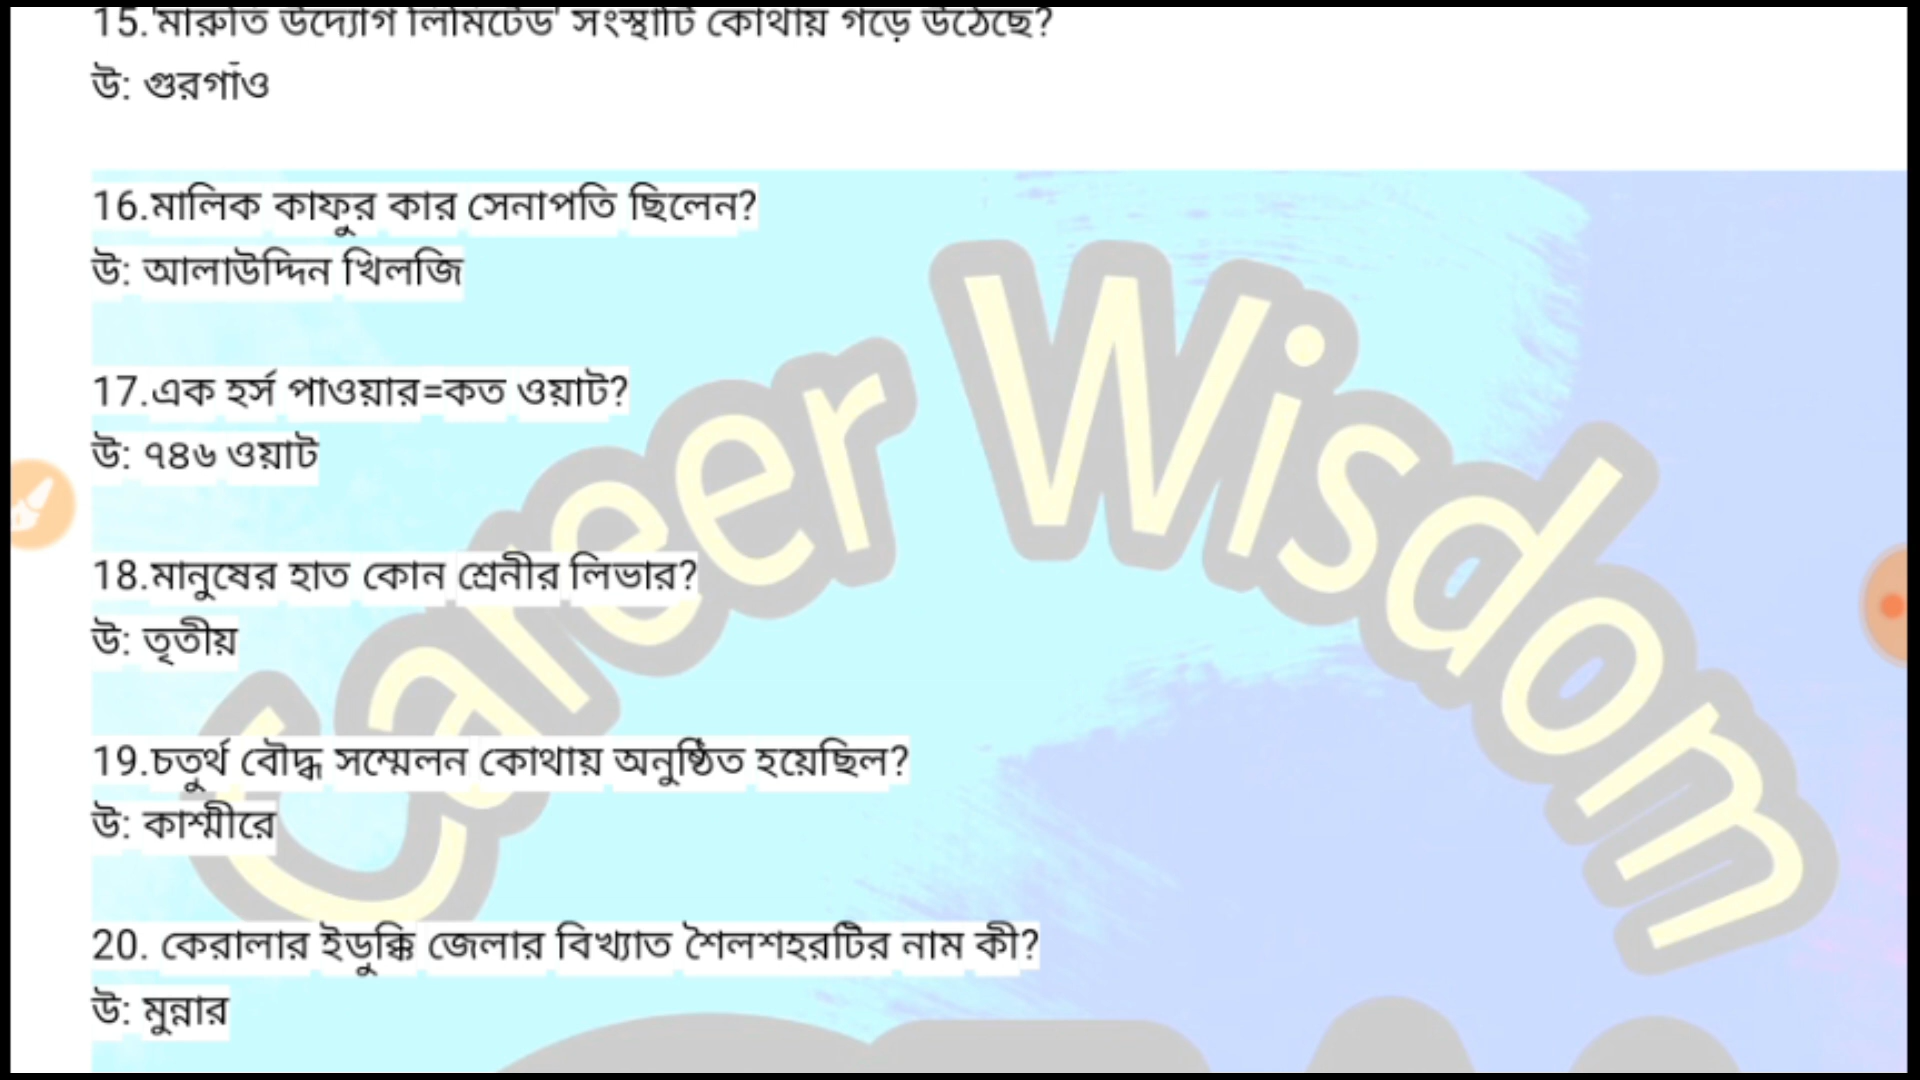 15. 'মারুতি উদ্যোগ লিমিটেড' সংস্থাটি কোথায় গড়ে উঠেছে?
উ: গুরগাঁও
16.মালিক কাফুর কার সেনাপতি ছিলেন?
উ: আলাউদ্দিন খিলজি
17.এক হর্স পাওয়ার=কত ওয়াট?
উ: ৭৪৬ ওয়াট
18.মানুষের হাত কোন শ্রেনীর লিভার?
উ: তৃতীয়
19.চতুর্থ বৌদ্ধ সম্মেলন কোথায় অনুষ্ঠিত হয়েছিল?
উ: কাশ্মীরে
20. কেরালার ইডুক্কি জেলার বিখ্যাত শৈলশহরটির নাম কী?
উ: মুন্নার
Career Wisdom